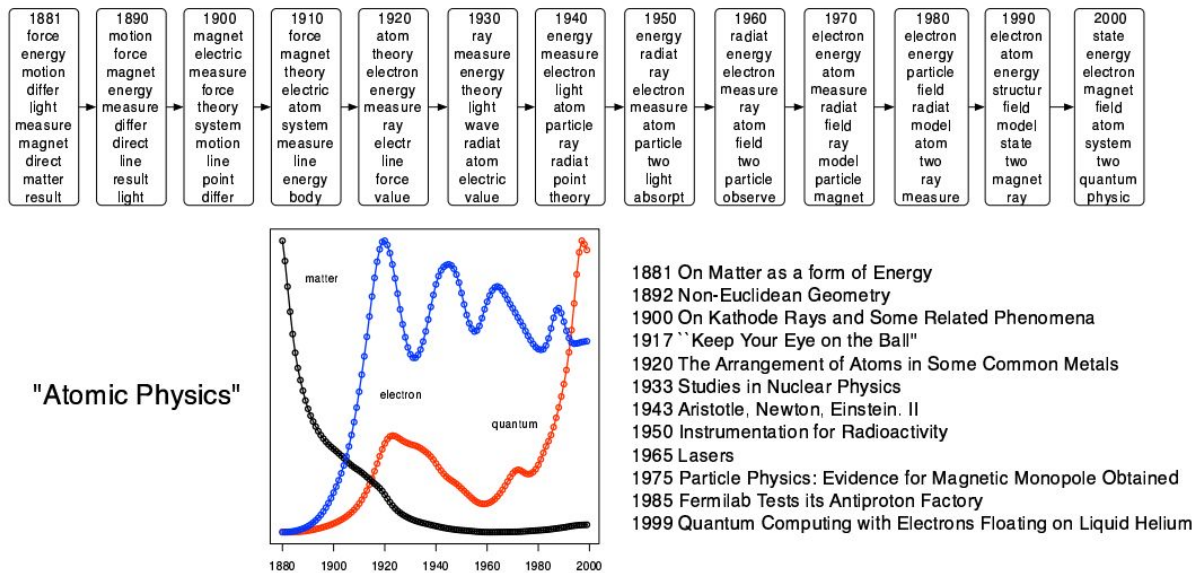 1881
force
energy
motion
differ
light
measure
magnet
direct
matter
result
1890
motion
force
magnet
energy
measure
differ
direct
line
result
light
1900
magnet
electric
measure
force
theory
system
motion
line
point
differ
1910
force
magnet
theory
electric
atom
system
measure
line
energy
body
1920
atom
theory
electron
energy
measure
ray
electr
line
force
value
1930
ray
measure
energy
theory
light
wave
radiat
atom
electric
value
1940
energy
measure
electron
light
atom
particle
ray
radiat
point
theory
1950
energy
radiat
ray
electron
measure
atom
particle
two
light
absorpt
1960
radiat
energy
electron
measure
ray
atom
field
two
particle
observe
1970
electron
energy
atom
measure
radiat
field
ray
model
particle
magnet
1980
electron
energy
particle
field
radiat
model
atom
two
ray
measure
1990
electron
atom
energy
structur
field
model
state
two
magnet
ray
2000
state
energy
electron
magnet
field
atom
system
two
quantum
physic
"Atomic Physics"
matter
electron
quantum
1880 1900 1920 1940 1960 1980 2000
1881 On Matter as a form of Energy
1892 Non-Euclidean Geometry
1900 On Kathode Rays and Some Related Phenomena
1917 ``Keep Your Eye on the Ball"
1920 The Arrangement of Atoms in Some Common Metals
1933 Studies in Nuclear Physics
1943 Aristotle, Newton, Einstein. II
1950 Instrumentation for Radioactivity
1965 Lasers
1975 Particle Physics: Evidence for Magnetic Monopole Obtained
1985 Fermilab Tests its Antiproton Factory
1999 Quantum Computing with Electrons Floating on Liquid Helium